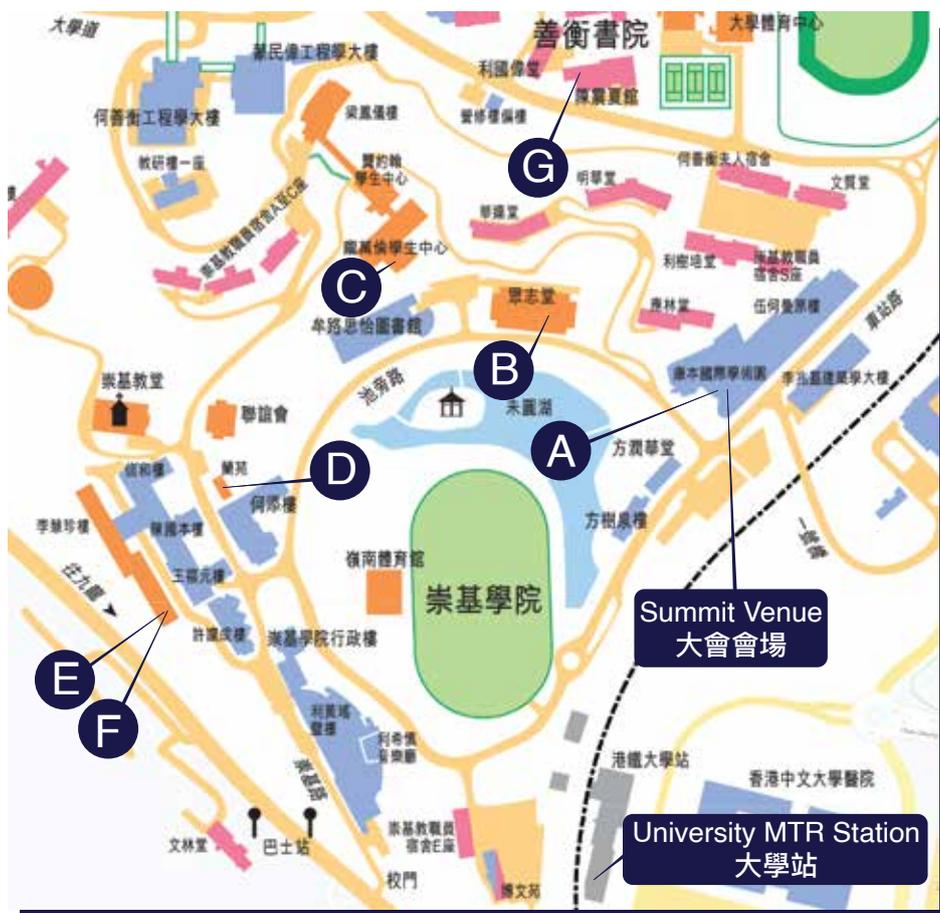 大學道
蒙民偉工程學大樓
善衡書院
大學體育中心
利國偉堂
陳震夏館
梁鳳儀樓
營修樓偏樓
何善衡工程學大樓
G
教研樓一座
龐約翰
學生中心
何善衡夫人宿舍
明華堂
文質堂
華連堂
崇基教職員宿舍A至C座
龐萬倫學生中心
利樹培堂
崇基教職員
宿舍S座
C
眾志堂
應林堂
伍何曼原樓
車站路
牟路思怡圖書館
B
崇基教堂
池旁路
康本國際學術園
李兆基建築學大樓
聯誼會
未圓湖
A
方潤華堂
信和樓
蘭苑
D
何添樓
李慧珍樓
陳國本樓
方樹泉樓
嶺南體育館
往九龍
王福元樓
崇基學院
Summit Venue
大會會場
許讓成樓
崇基學院行政樓
E
F
利黃瑤
璧樓
利希慎
音樂廳
港鐵大學站
香港中文大學醫院
崇基路
University MTR Station
大學站
崇基教職員
宿舍E座
文林堂
巴士站
校門
博文苑